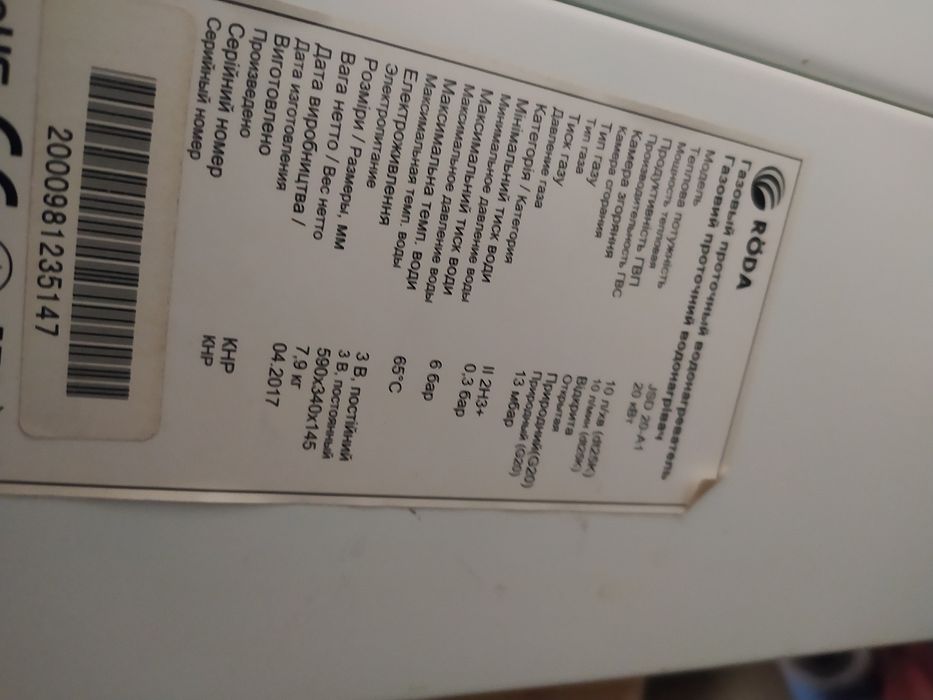 RÖDA
Газовий проточний водонагрівач
Газовый проточный водонагреватель
Модель JSD 20-A1
Теплова потужність 20 кВт
Мощность тепловая
Продуктивність ГВП 10 л/хв (dt25K)
Производительность ГВС 10 л/мин (dt25K)
Камера згоряння Відкрита
Камера сгорания Открытая
Тип газу Природний(G20)
Тип газа Природный (G20)
Тиск газу 13 мбар
Давление газа
Категорія / Категория II 2H3+
Мінімальний тиск води 0,3 бар
Минимальное давление воды
Максимальний тиск води 6 бар
Максимальное давление воды
Максимальна темп. води 65°C
Максимальная темп. воды
Електроживлення 3 В, постійний
Электропитание 3 В, постоянный
Розміри / Размеры, мм 590x340x145
Вага нетто / Вес нетто 7,9 кг
Дата виробництва / 04.2017
Дата изготовления
Виготовлено КНР
Произведено КНР
Серійний номер
Серийный номер
2000981235147